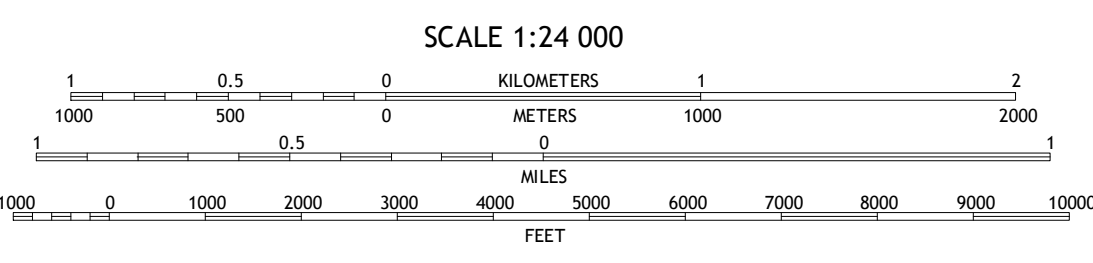 SCALE 1:24 000
1 0.5 0 KILOMETERS 1 2
1000 500 0 METERS 1000 2000
1 0.5 0 1
MILES
1000 0 1000 2000 3000 4000 5000 6000 7000 8000 9000 10000
FEET